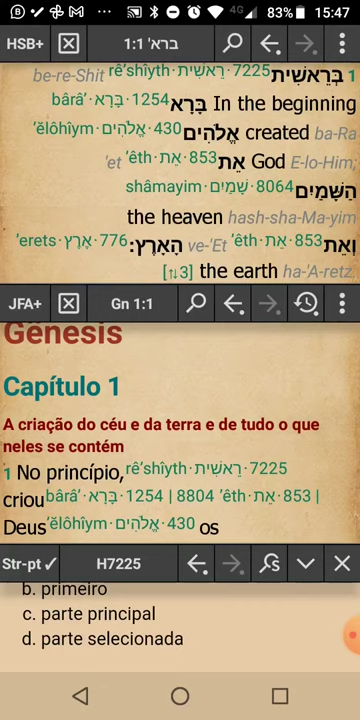 4G 83% 15:47
HSB+ ברא' 1:1
1 בְּרֵאשִׁית rê'shîyth · רֵאשִׁית · 7225 be-re-Shit
In the beginning בָּרָא bârâ' · בָּרָא · 1254
ba-Ra created אֱלֹהִים 'ĕlôhîym · אֱלֹהִים · 430
E-lo-Him; God אֵת 'êth · אֵת · 853 'et
הַשָּׁמַיִם shâmayim · שָׁמַיִם · 8064
hash-sha-Ma-yim the heaven
וְאֵת 'êth · אֵת · 853 ve-'Et הָאָרֶץ: 'erets · אֶרֶץ · 776
ha-'A-retz. the earth [⇅3]
JFA+ Gn 1:1
Génesis
Capítulo 1
A criação do céu e da terra e de tudo o que
neles se contém
1 No princípio, rê'shîyth · רֵאשִׁית · 7225
criou bârâ' · בָּרָא · 1254 | 8804 'êth · אֵת · 853 |
Deus 'ĕlôhîym · אֱלֹהִים · 430 os
Str-pt ✓ H7225
b. primeiro
c. parte principal
d. parte selecionada